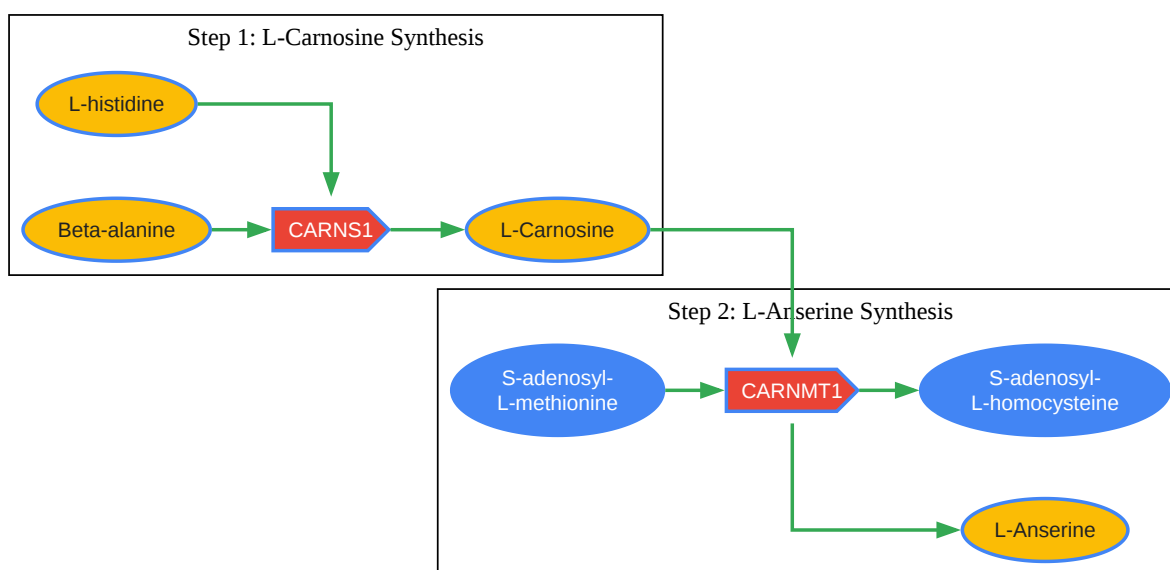 Step 1: L-Carnosine Synthesis
L-histidine
Beta-alanine
CARNS1
L-Carnosine
Step 2: L-Anserine Synthesis
S-adenosyl-
L-methionine
CARNMT1
S-adenosyl-
L-homocysteine
L-Anserine